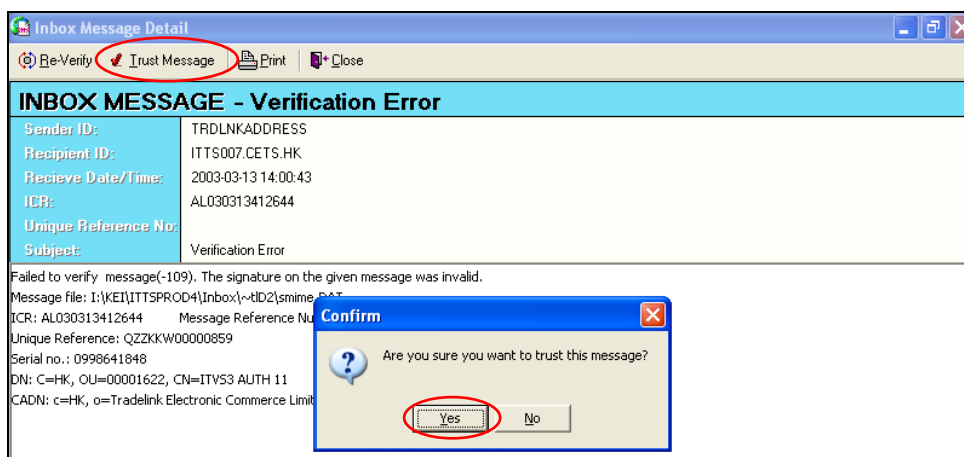 Inbox Message Detail
Re-Verify Trust Message Print Close
INBOX MESSAGE - Verification Error
Sender ID: TRDLNKADDRESS
Recipient ID: ITTS007.CETS.HK
Recieve Date/Time: 2003-03-13 14:00:43
ICR: AL030313412644
Unique Reference No:
Subject: Verification Error
Failed to verify message(-109). The signature on the given message was invalid.
Message file: I:\KEI\ITTSPROD4\Inbox\~tlD2\smime.DAT
ICR: AL030313412644 Message Reference Nu
Unique Reference: QZZKKW00000859
Serial no.: 0998641848
DN: C=HK, OU=00001622, CN=ITVS3 AUTH 11
CADN: c=HK, o=Tradelink Electronic Commerce Limit
Confirm
Are you sure you want to trust this message?
Yes No